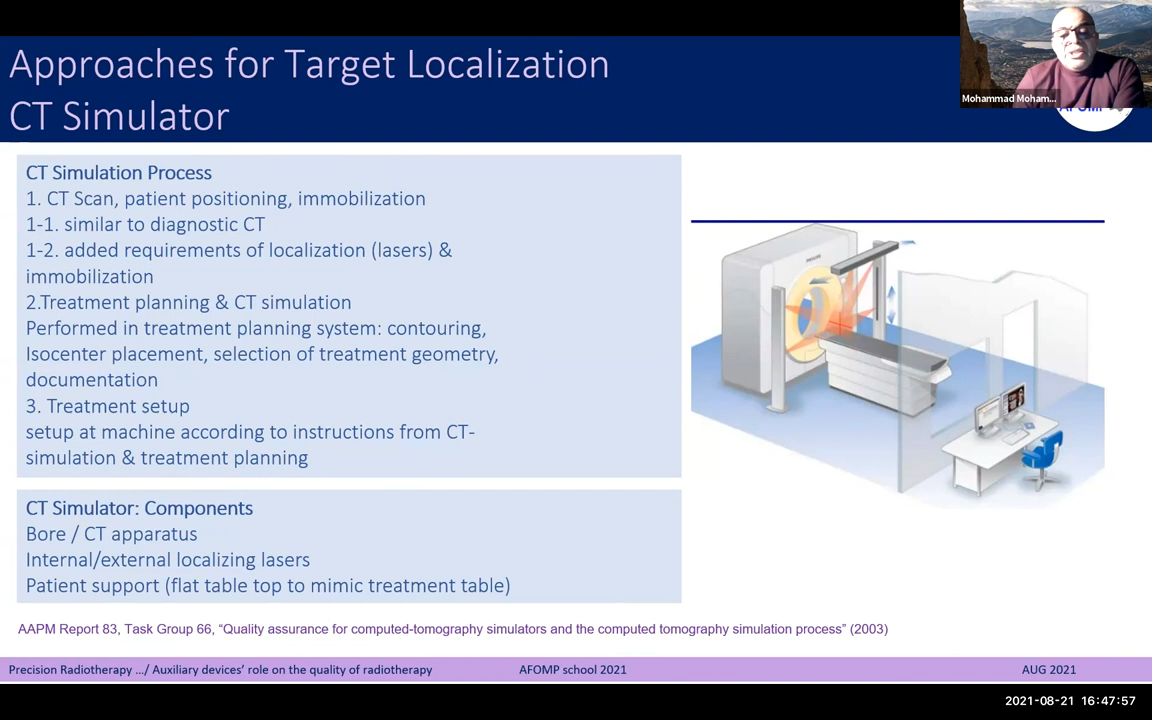 Approaches for Target Localization
CT Simulator
Mohammad Moham...
CT Simulation Process
1. CT Scan, patient positioning, immobilization
1-1. similar to diagnostic CT
1-2. added requirements of localization (lasers) &
immobilization
2.Treatment planning & CT simulation
Performed in treatment planning system: contouring,
Isocenter placement, selection of treatment geometry,
documentation
3. Treatment setup
setup at machine according to instructions from CT-
simulation & treatment planning
CT Simulator: Components
Bore / CT apparatus
Internal/external localizing lasers
Patient support (flat table top to mimic treatment table)
AAPM Report 83, Task Group 66, “Quality assurance for computed-tomography simulators and the computed tomography simulation process” (2003)
Precision Radiotherapy .../ Auxiliary devices’ role on the quality of radiotherapy
AFOMP school 2021
AUG 2021
2021-08-21 16:47:57